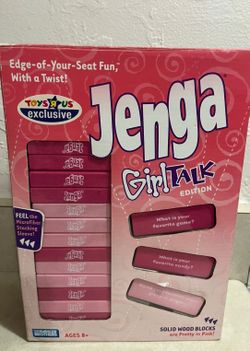 Edge-of-Your-Seat Fun,
With a Twist!
TOYS"R"US
exclusive
Jenga
Girl TALK
EDITION
FEEL the
Microfiber
Stacking
Sleeve!
What is your
favorite game?
What is your
favorite candy?
SOLID WOOD BLOCKS
are Pretty in Pink!
AGES 8+